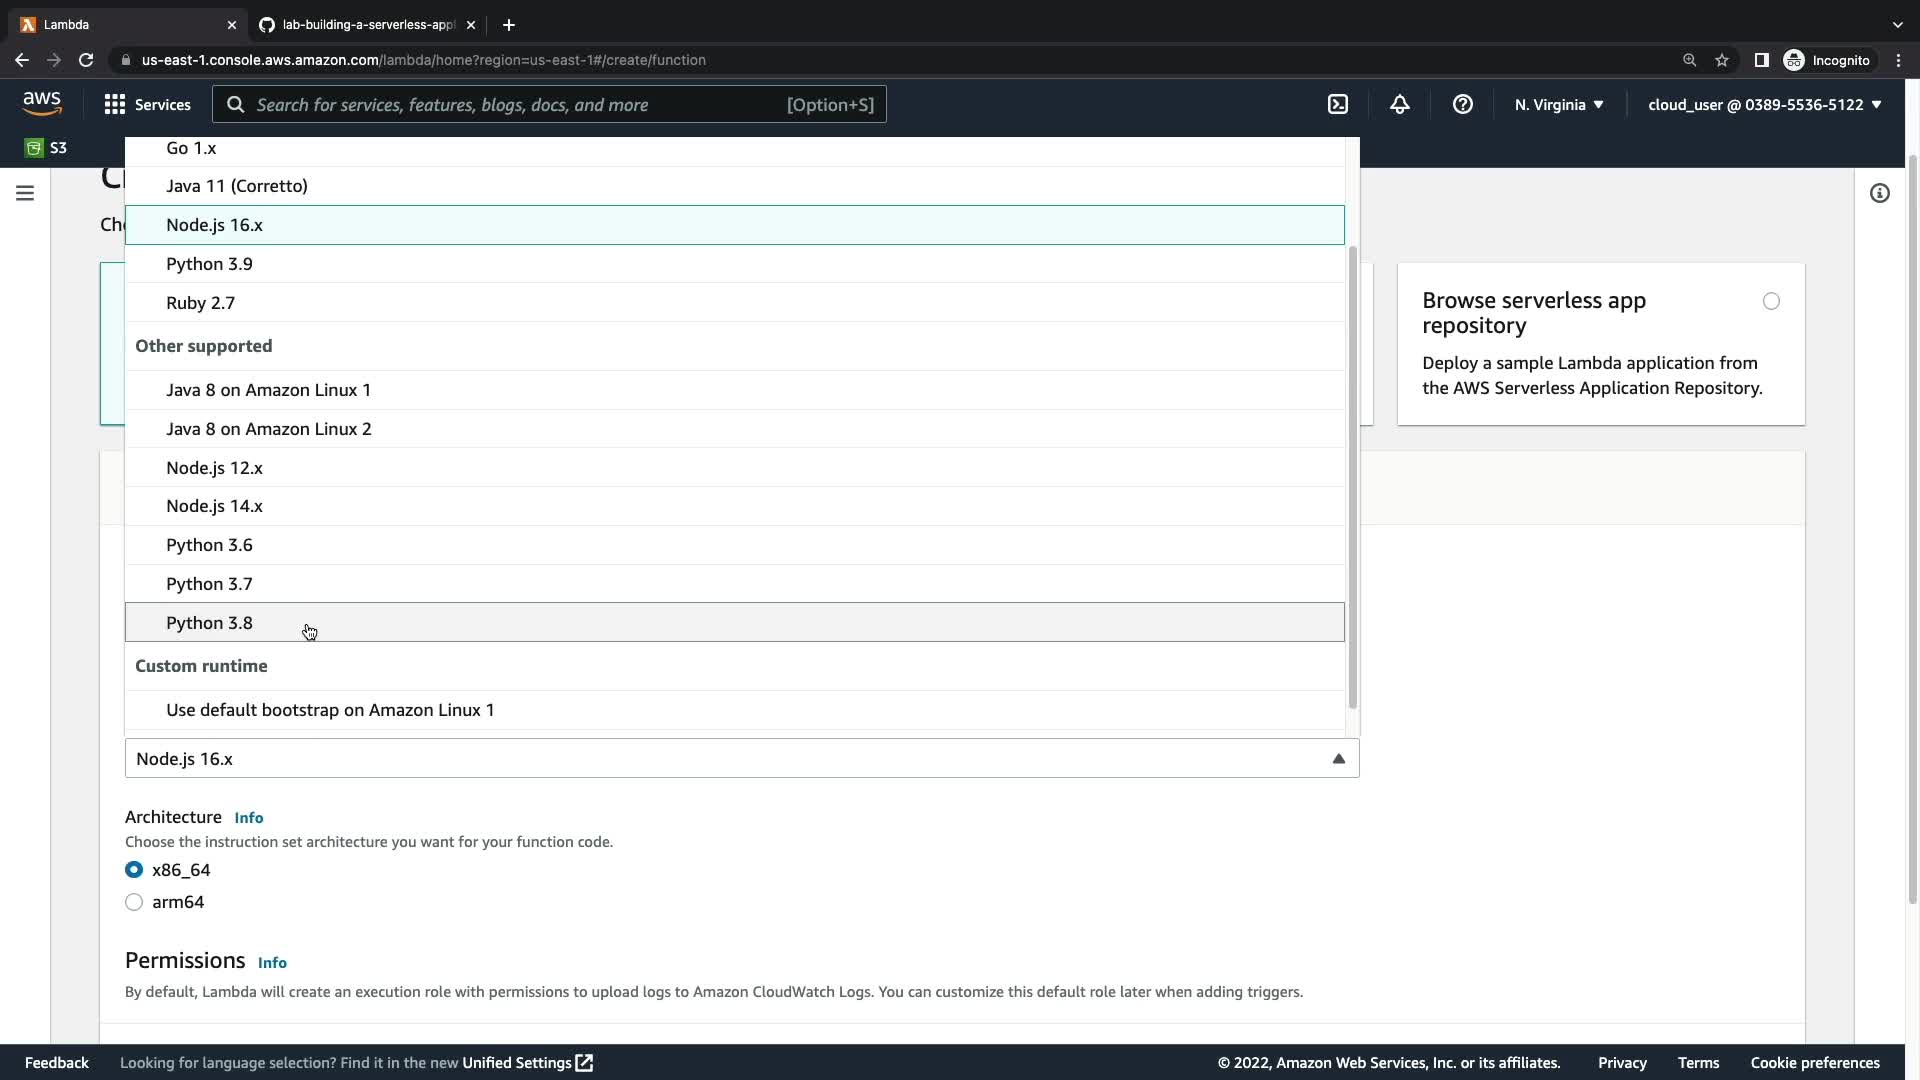 Lambda
lab-building-a-serverless-appl
us-east-1.console.aws.amazon.com/lambda/home?region=us-east-1#/create/function
Incognito
aws
Services
Search for services, features, blogs, docs, and more
[Option+S]
N. Virginia
cloud_user @ 0389-5536-5122
S3
Go 1.x
Java 11 (Corretto)
Node.js 16.x
Python 3.9
Ruby 2.7
Other supported
Java 8 on Amazon Linux 1
Java 8 on Amazon Linux 2
Node.js 12.x
Node.js 14.x
Python 3.6
Python 3.7
Python 3.8
Custom runtime
Use default bootstrap on Amazon Linux 1
Node.js 16.x
Browse serverless app
repository
Deploy a sample Lambda application from
the AWS Serverless Application Repository.
Architecture Info
Choose the instruction set architecture you want for your function code.
x86_64
arm64
Permissions Info
By default, Lambda will create an execution role with permissions to upload logs to Amazon CloudWatch Logs. You can customize this default role later when adding triggers.
Feedback
Looking for language selection? Find it in the new Unified Settings
© 2022, Amazon Web Services, Inc. or its affiliates.
Privacy
Terms
Cookie preferences